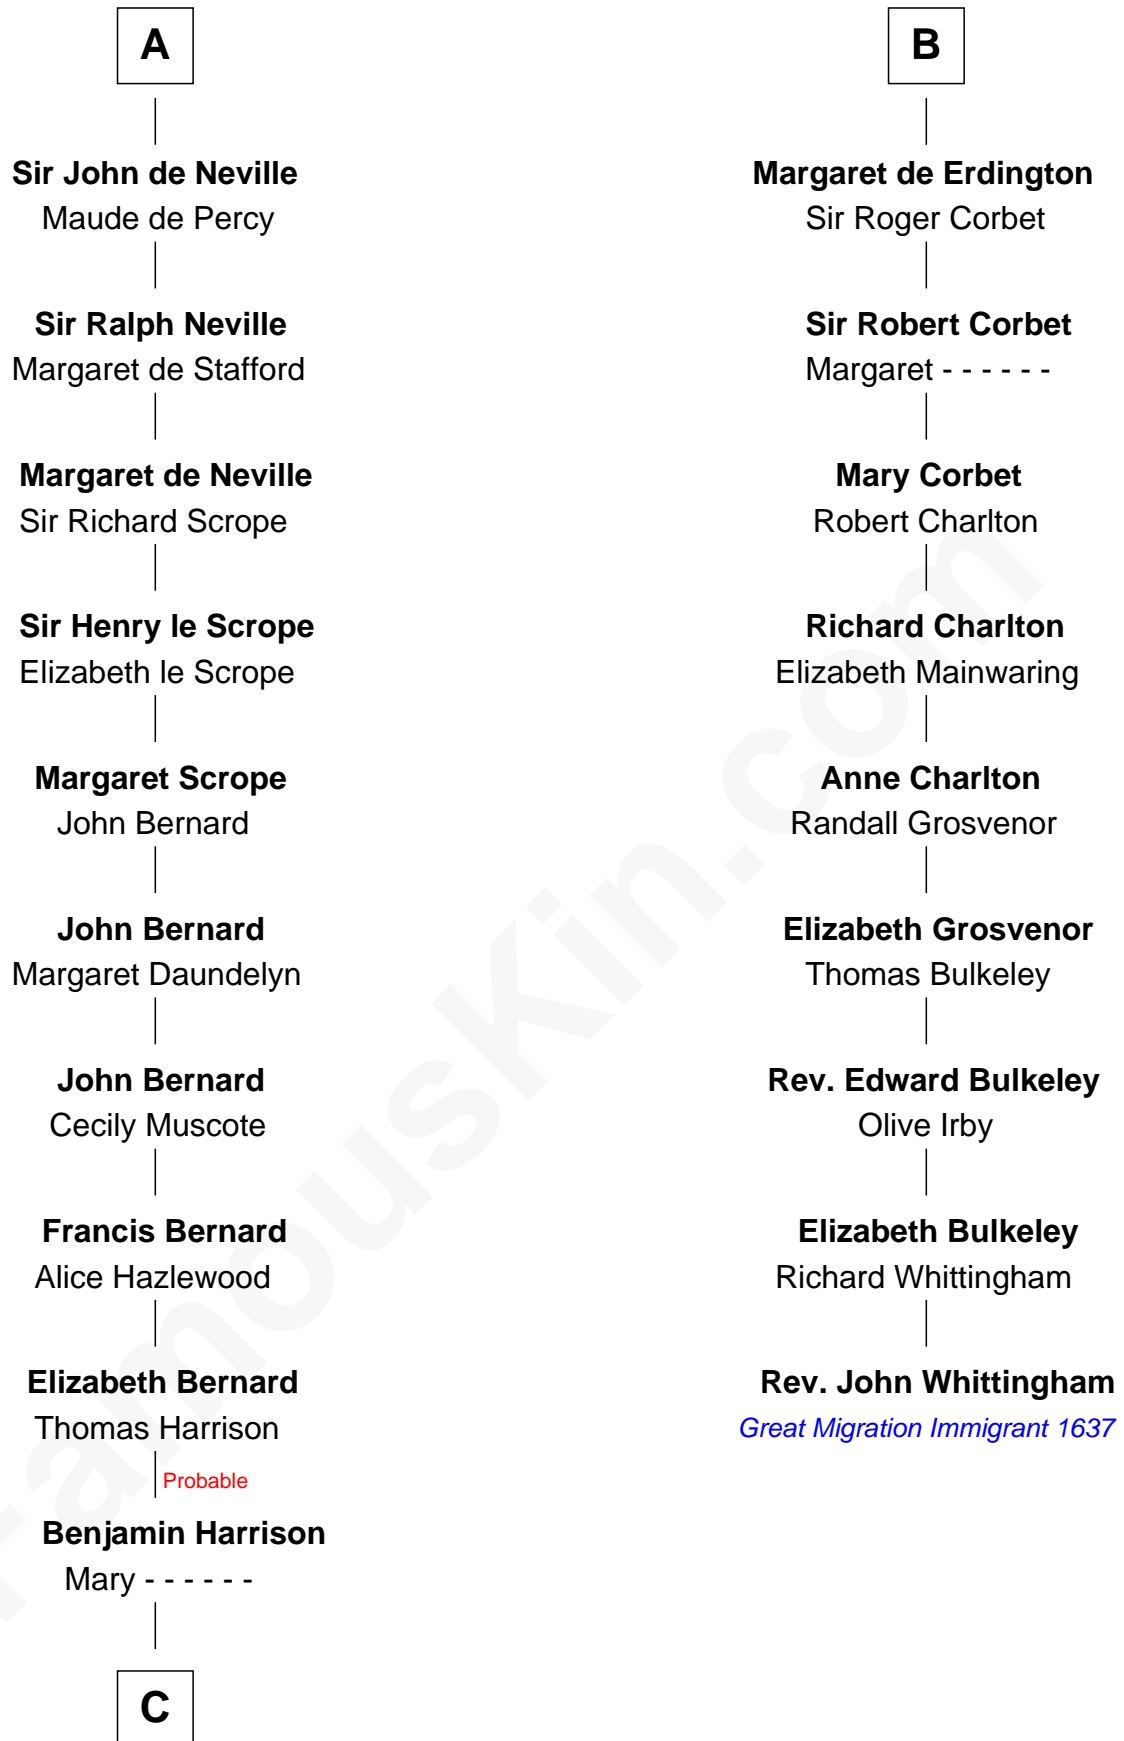 A
Sir John de Neville
Maude de Percy
Sir Ralph Neville
Margaret de Stafford
Margaret de Neville
Sir Richard Scrope
Sir Henry le Scrope
Elizabeth le Scrope
Margaret Scrope
John Bernard
John Bernard
Margaret Daundelyn
John Bernard
Cecily Muscote
Francis Bernard
Alice Hazlewood
Elizabeth Bernard
Thomas Harrison
Probable
Benjamin Harrison
Mary - - - - - -
C
B
Margaret de Erdington
Sir Roger Corbet
Sir Robert Corbet
Margaret - - - - - -
Mary Corbet
Robert Charlton
Richard Charlton
Elizabeth Mainwaring
Anne Charlton
Randall Grosvenor
Elizabeth Grosvenor
Thomas Bulkeley
Rev. Edward Bulkeley
Olive Irby
Elizabeth Bulkeley
Richard Whittingham
Rev. John Whittingham
Great Migration Immigrant 1637
FamousKin.com